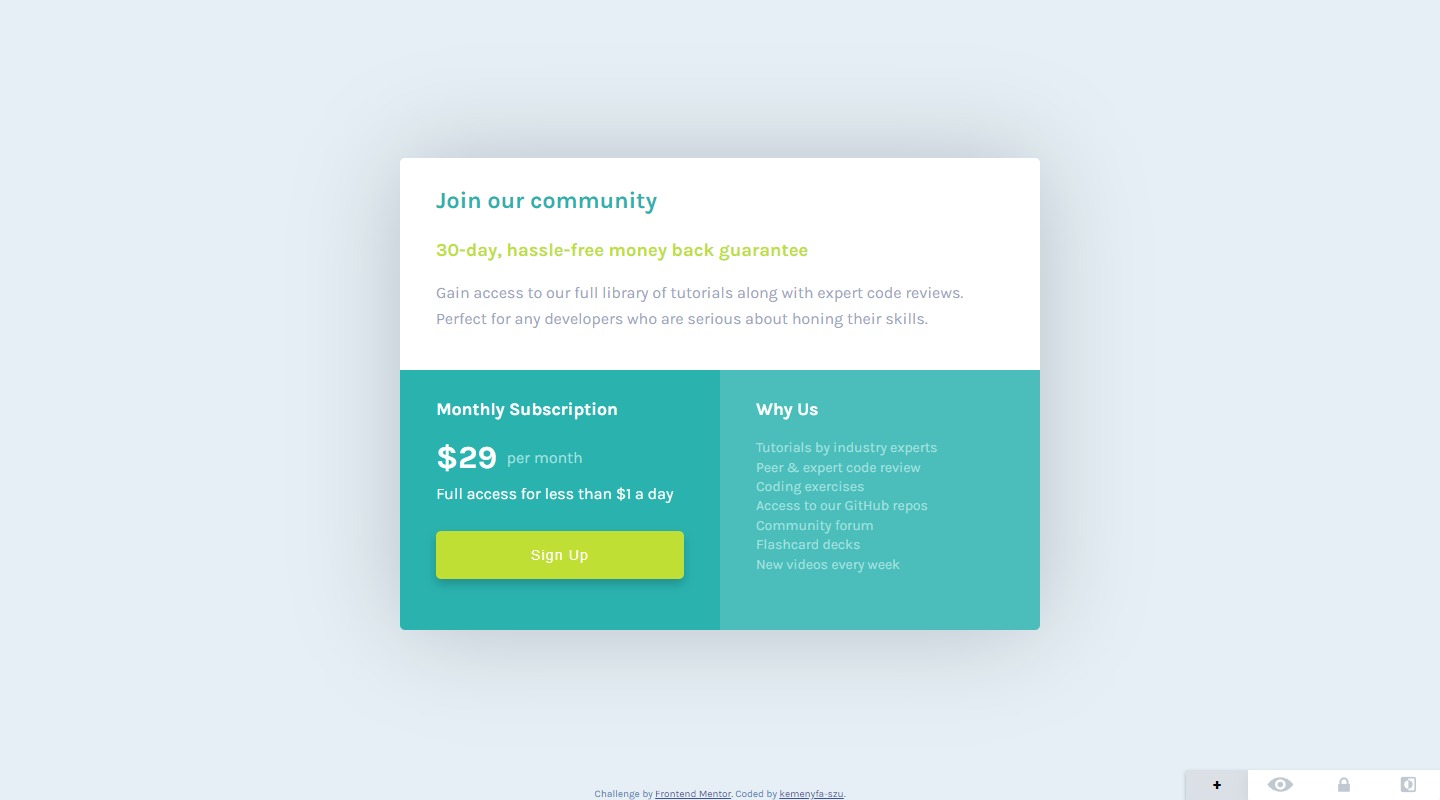 Join our community
30-day, hassle-free money back guarantee
Gain access to our full library of tutorials along with expert code reviews.
Perfect for any developers who are serious about honing their skills.
Monthly Subscription
$29 per month
Full access for less than $1 a day
Sign Up
Why Us
Tutorials by industry experts
Peer & expert code review
Coding exercises
Access to our GitHub repos
Community forum
Flashcard decks
New videos every week
Challenge by Frontend Mentor. Coded by kemenyfa-szu.
+